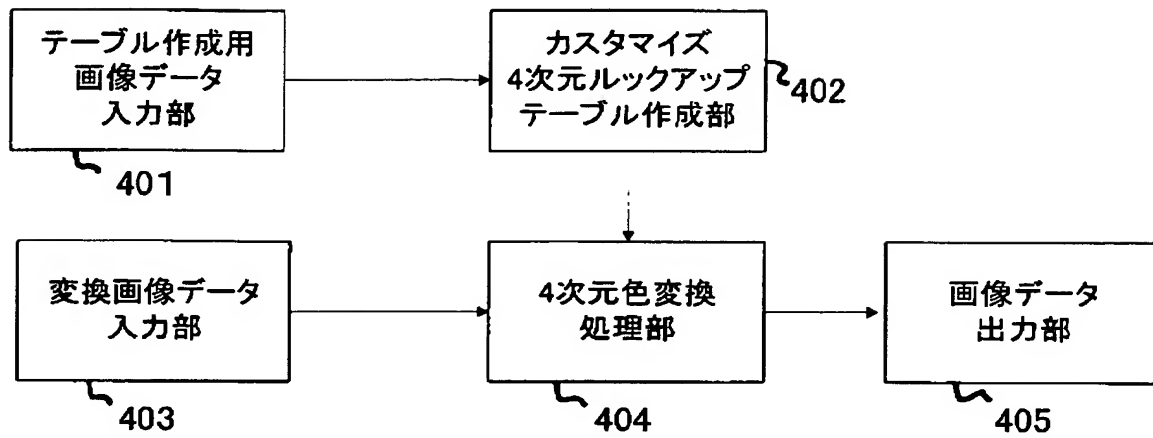 テーブル作成用
画像データ
入力部
401
カスタマイズ
4次元ルックアップ
テーブル作成部
402
変換画像データ
入力部
403
4次元色変換
処理部
404
画像データ
出力部
405